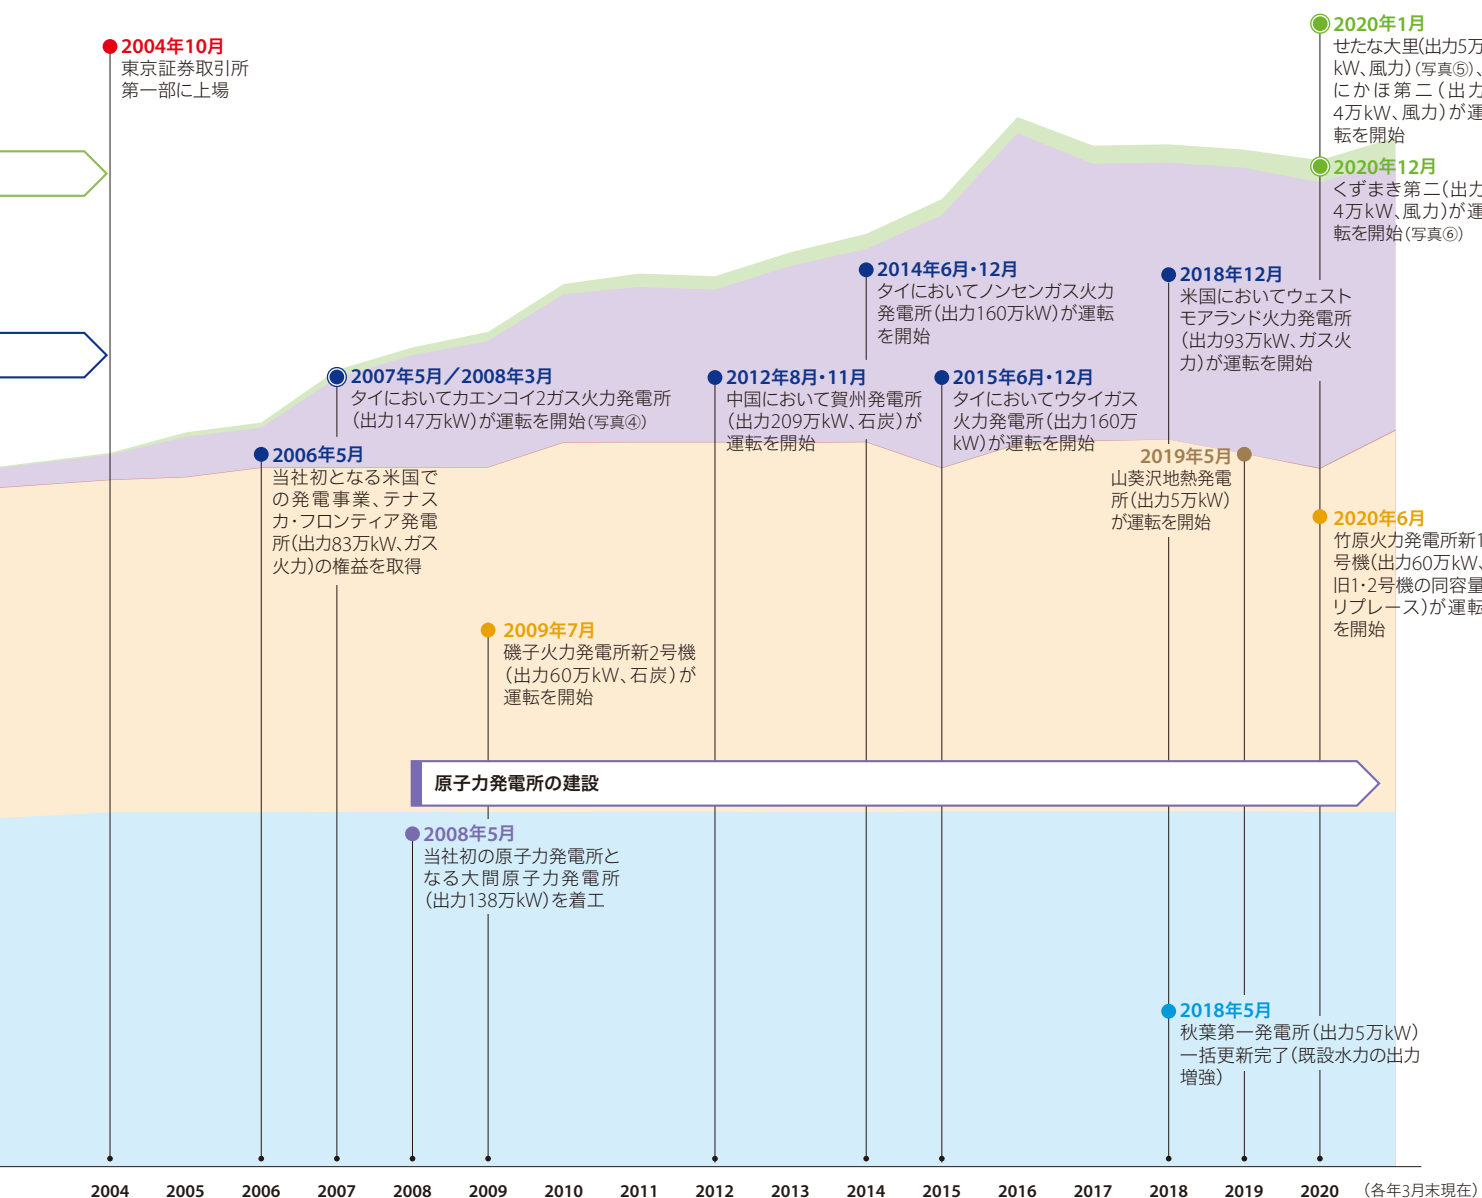 2004年10月
東京証券取引所
第一部に上場
2020年1月
せたな大里(出力5万
kW、風力)(写真⑤)、
にかほ第二(出力
4万kW、風力)が運
転を開始
2020年12月
くずまき第二(出力
4万kW、風力)が運
転を開始(写真⑥)
2014年6月・12月
タイにおいてノンセンガス火力
発電所(出力160万kW)が運転
を開始
2018年12月
米国においてウェスト
モアランド火力発電所
(出力93万kW、ガス火
力)が運転を開始
2007年5月／2008年3月
タイにおいてカエンコイ2ガス火力発電所
(出力147万kW)が運転を開始(写真④)
2012年8月・11月
中国において賀州発電所
(出力209万kW、石炭)が
運転を開始
2015年6月・12月
タイにおいてウタイガス
火力発電所(出力160万
kW)が運転を開始
2006年5月
当社初となる米国で
の発電事業、テナス
カ・フロンティア発電
所(出力83万kW、ガス
火力)の権益を取得
2019年5月
山葵沢地熱発電
所(出力5万kW)
が運転を開始
2020年6月
竹原火力発電所新1
号機(出力60万kW、
旧1・2号機の同容量
リプレース)が運転
を開始
2009年7月
磯子火力発電所新2号機
(出力60万kW、石炭)が
運転を開始
原子力発電所の建設
2008年5月
当社初の原子力発電所と
なる大間原子力発電所
(出力138万kW)を着工
2018年5月
秋葉第一発電所(出力5万kW)
一括更新完了(既設水力の出力
増強)
2004 2005 2006 2007 2008 2009 2010 2011 2012 2013 2014 2015 2016 2017 2018 2019 2020 (各年3月末現在)